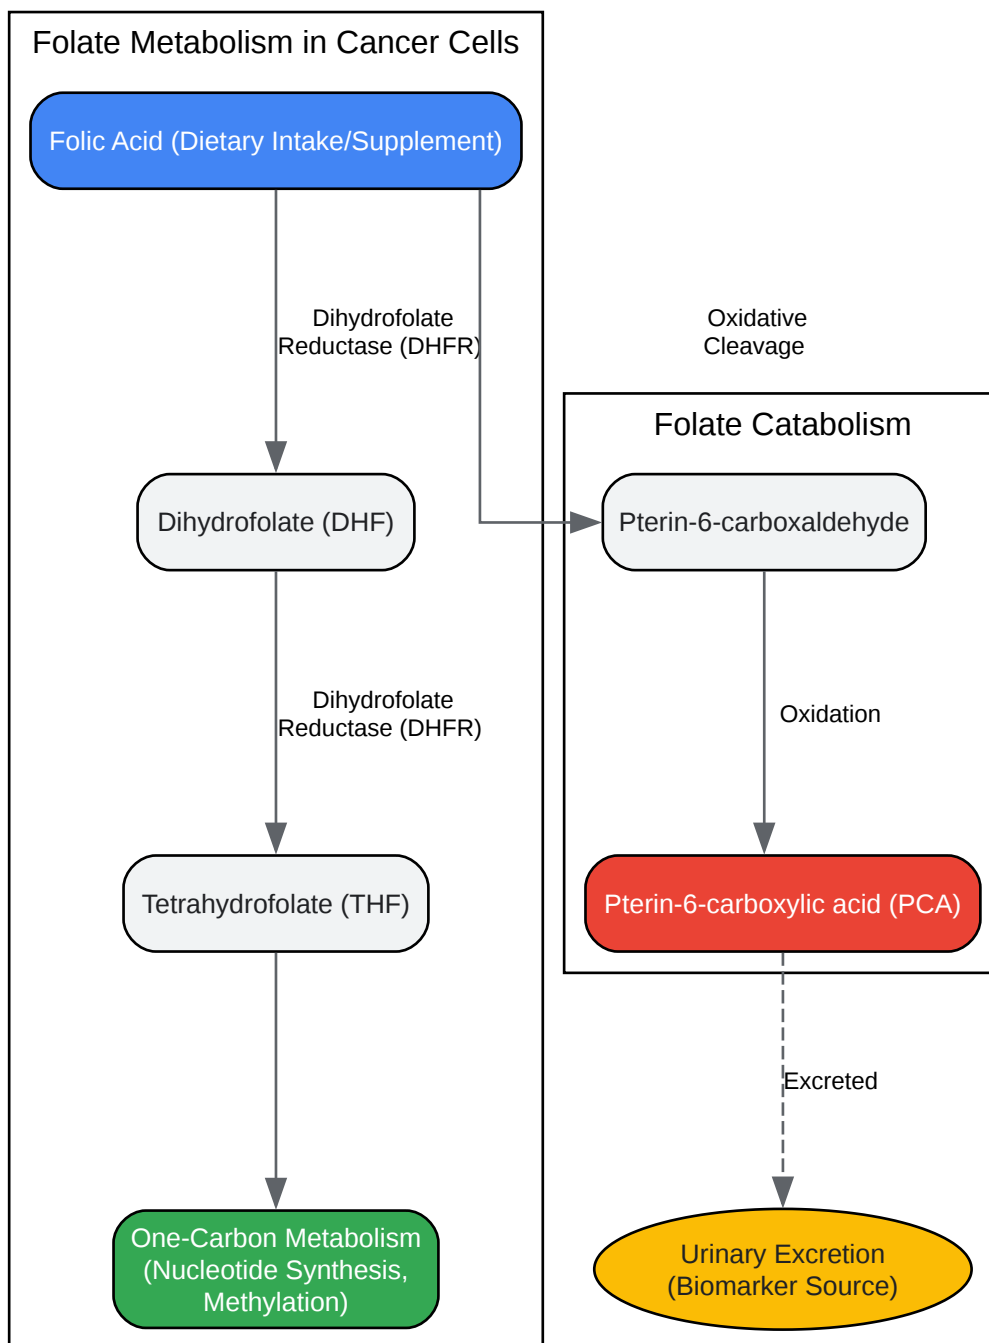 Folate Metabolism in Cancer Cells
Folic Acid (Dietary Intake/Supplement)
Dihydrofolate
Reductase (DHFR)
Oxidative
Cleavage
Folate Catabolism
Dihydrofolate (DHF)
Pterin-6-carboxaldehyde
Dihydrofolate
Reductase (DHFR)
Oxidation
Tetrahydrofolate (THF)
Pterin-6-carboxylic acid (PCA)
Excreted
One-Carbon Metabolism
(Nucleotide Synthesis,
Methylation)
Urinary Excretion
(Biomarker Source)